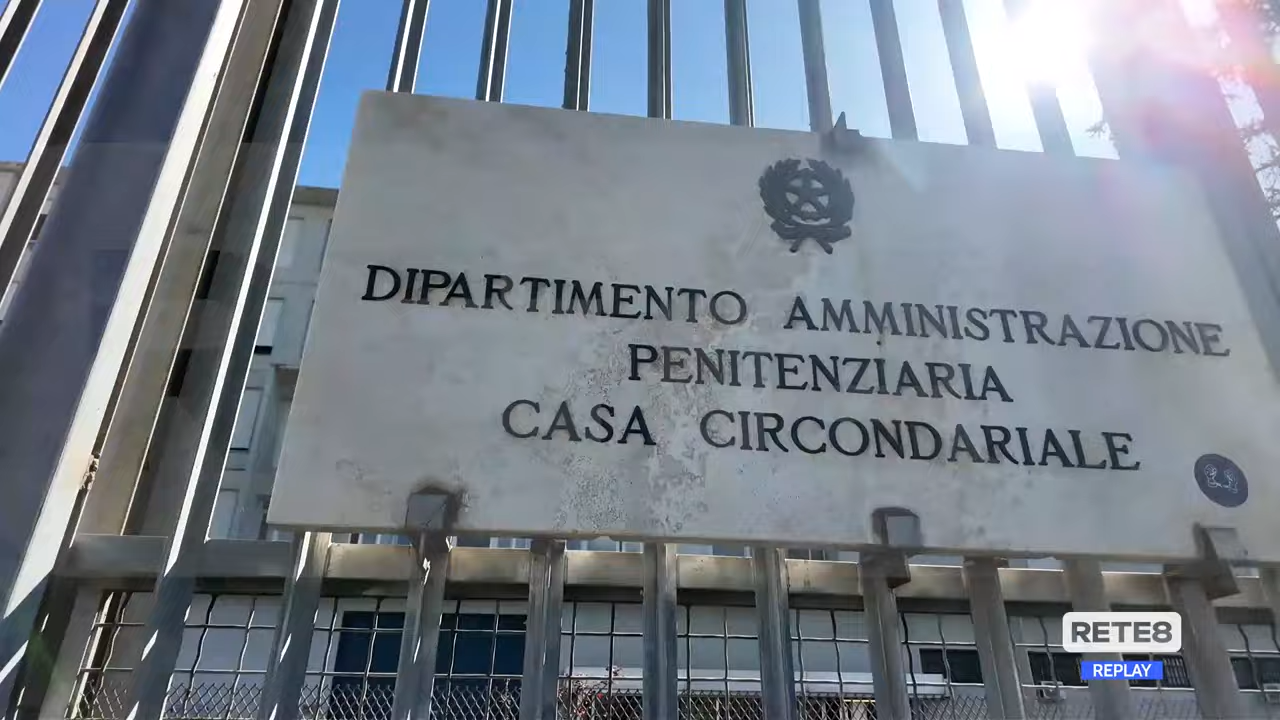 DIPARTIMENTO AMMINISTRAZIONE
PENITENZIARIA
CASA CIRCONDARIALE
RETE8
REPLAY